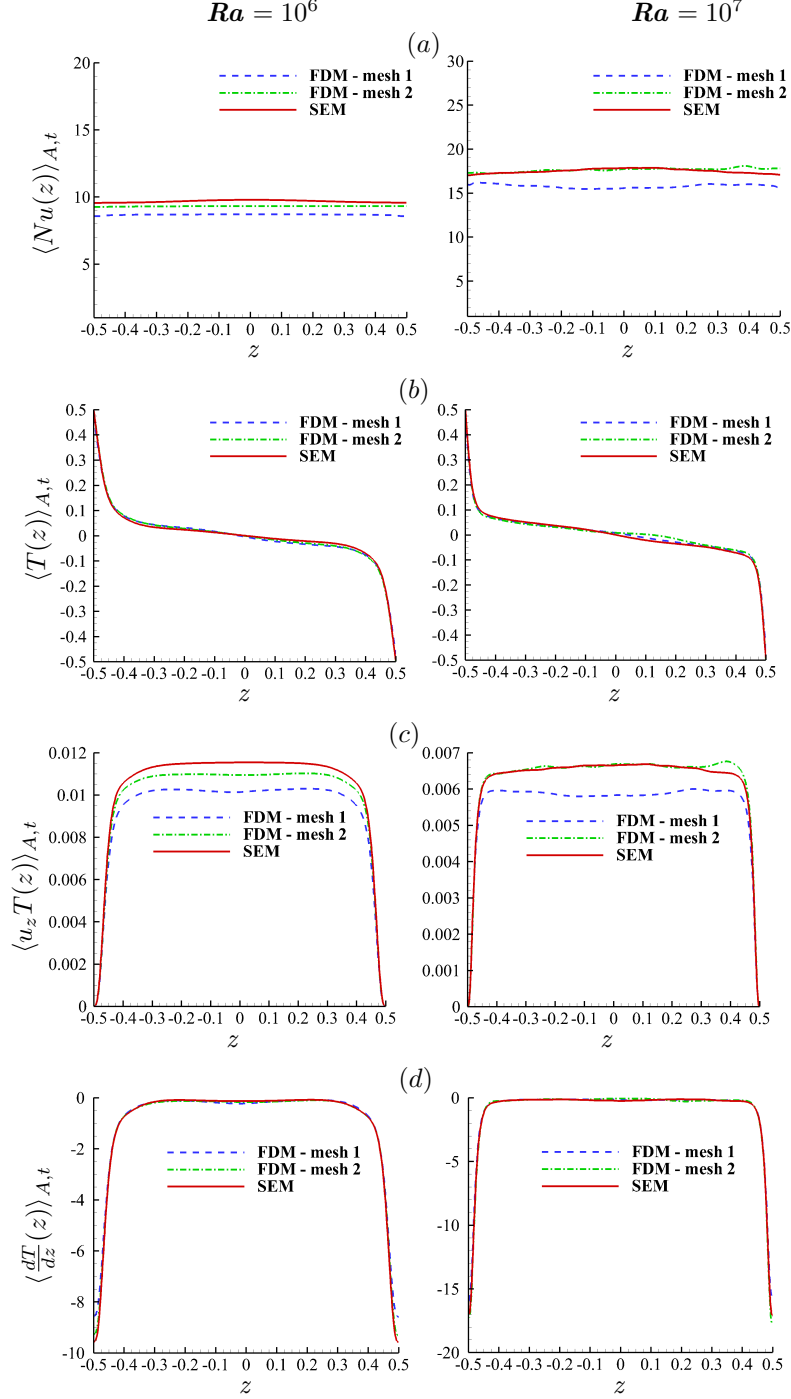 Ra = 10⁶ Ra = 10⁷
(a)
⟨Nu(z)⟩_{A,t}
20
15
10
5
FDM - mesh 1
FDM - mesh 2
SEM
-0.5 -0.4 -0.3 -0.2 -0.1 0 0.1 0.2 0.3 0.4 0.5
z
30
25
20
15
10
5
FDM - mesh 1
FDM - mesh 2
SEM
-0.5 -0.4 -0.3 -0.2 -0.1 0 0.1 0.2 0.3 0.4 0.5
z
(b)
⟨T(z)⟩_{A,t}
0.5
0.4
0.3
0.2
0.1
0
-0.1
-0.2
-0.3
-0.4
-0.5
FDM - mesh 1
FDM - mesh 2
SEM
-0.5 -0.4 -0.3 -0.2 -0.1 0 0.1 0.2 0.3 0.4 0.5
z
0.5
0.4
0.3
0.2
0.1
0
-0.1
-0.2
-0.3
-0.4
-0.5
FDM - mesh 1
FDM - mesh 2
SEM
-0.5 -0.4 -0.3 -0.2 -0.1 0 0.1 0.2 0.3 0.4 0.5
z
(c)
⟨u_z T(z)⟩_{A,t}
0.012
0.01
0.008
0.006
0.004
0.002
0
FDM - mesh 1
FDM - mesh 2
SEM
-0.5 -0.4 -0.3 -0.2 -0.1 0 0.1 0.2 0.3 0.4 0.5
z
0.007
0.006
0.005
0.004
0.003
0.002
0.001
0
FDM - mesh 1
FDM - mesh 2
SEM
-0.5 -0.4 -0.3 -0.2 -0.1 0 0.1 0.2 0.3 0.4 0.5
z
(d)
⟨dT/dz(z)⟩_{A,t}
0
-2
-4
-6
-8
-10
FDM - mesh 1
FDM - mesh 2
SEM
-0.5 -0.4 -0.3 -0.2 -0.1 0 0.1 0.2 0.3 0.4 0.5
z
0
-5
-10
-15
-20
FDM - mesh 1
FDM - mesh 2
SEM
-0.5 -0.4 -0.3 -0.2 -0.1 0 0.1 0.2 0.3 0.4 0.5
z